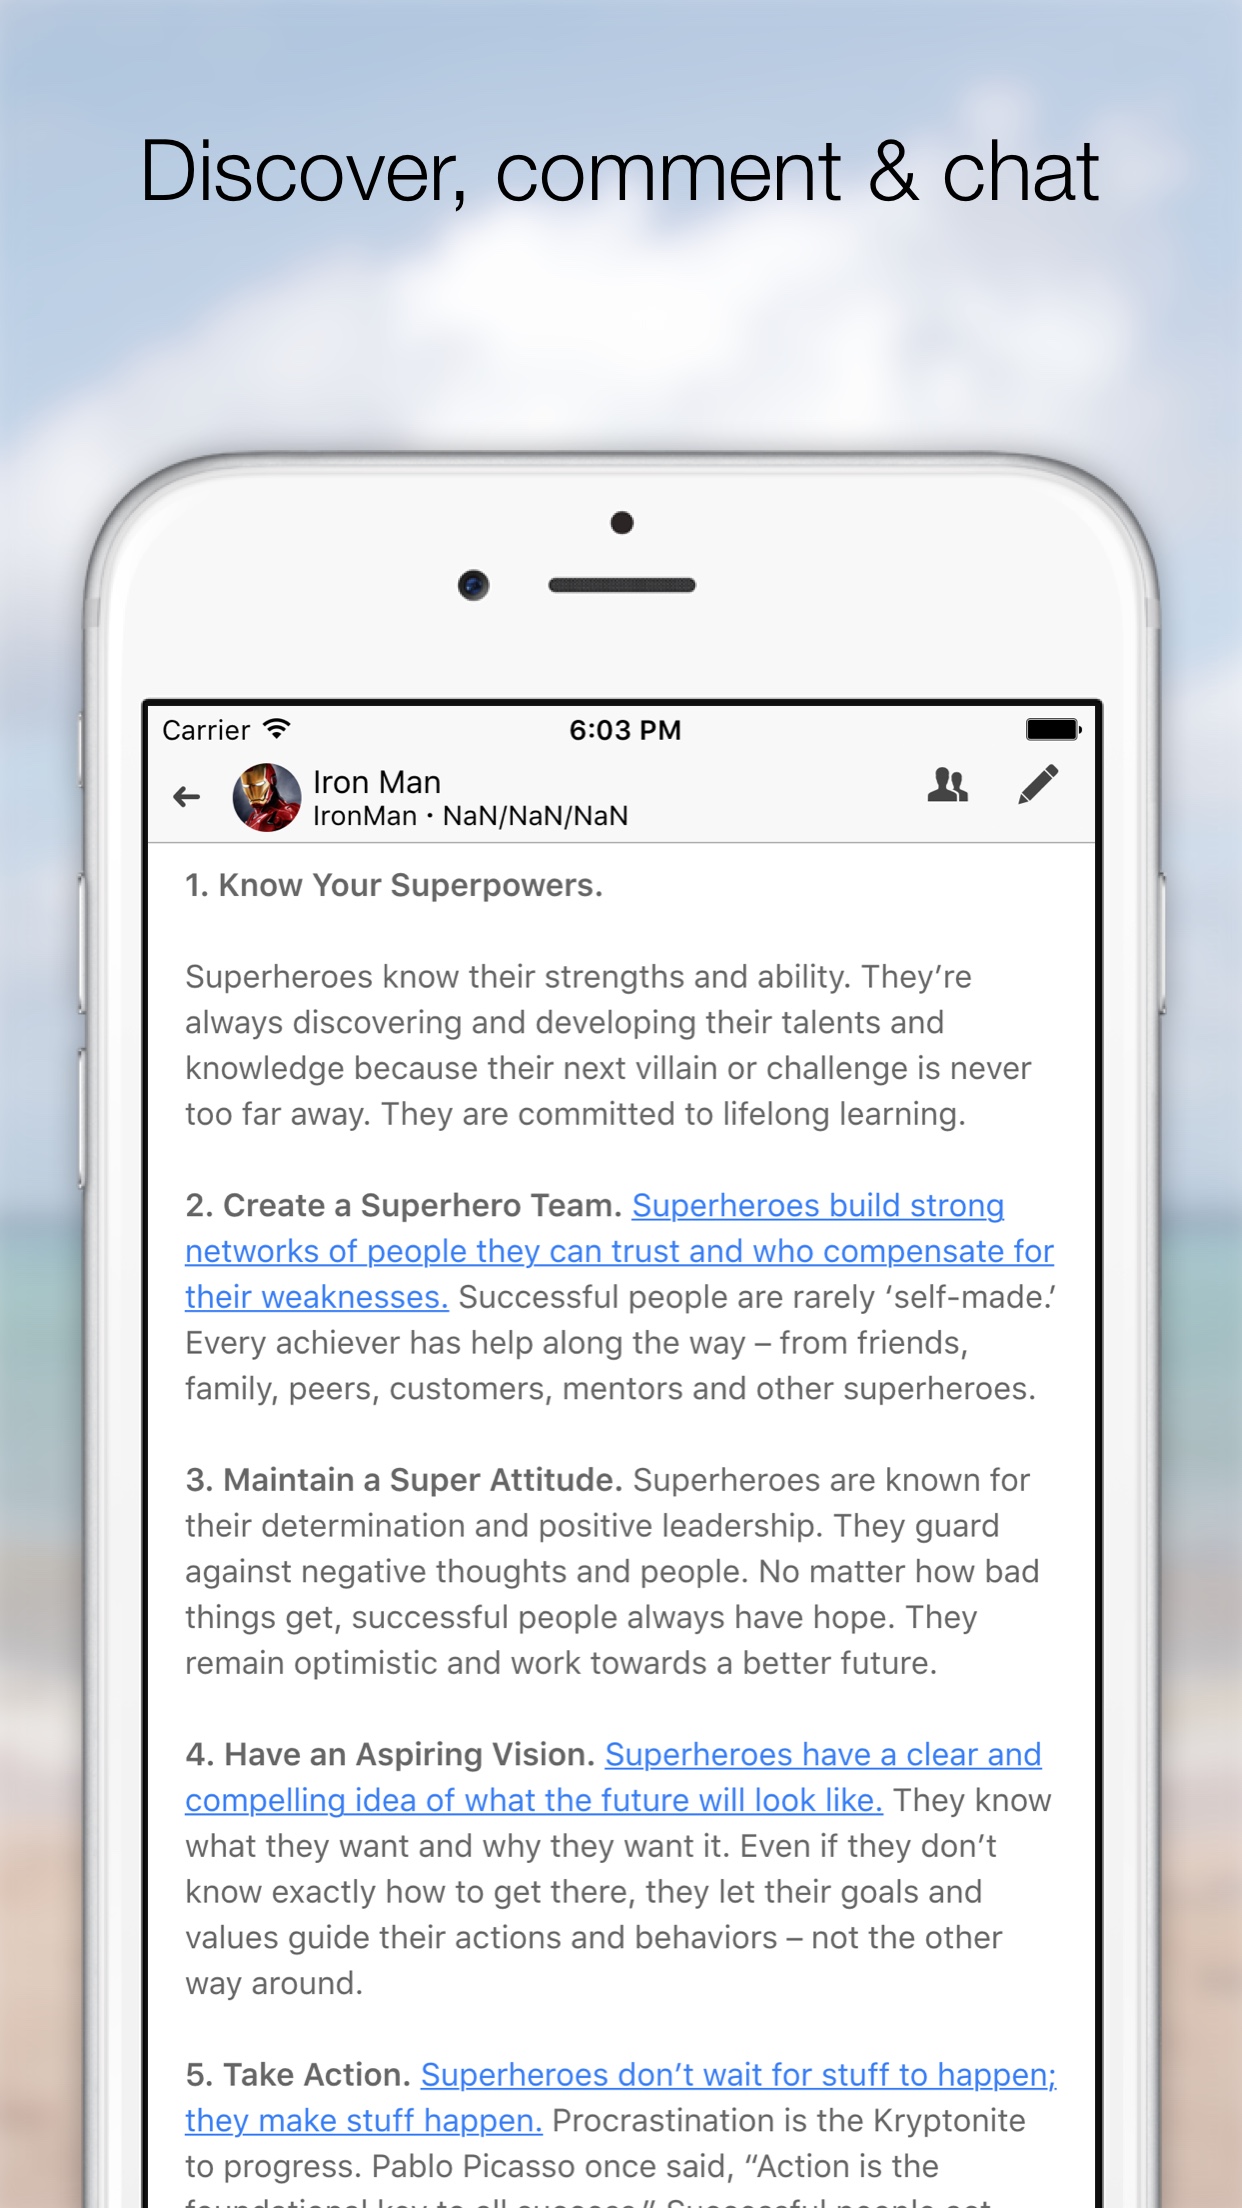 Discover, comment & chat
Carrier 6:03 PM
Iron Man
IronMan · NaN/NaN/NaN
1. Know Your Superpowers.
Superheroes know their strengths and ability. They’re
always discovering and developing their talents and
knowledge because their next villain or challenge is never
too far away. They are committed to lifelong learning.
2. Create a Superhero Team. Superheroes build strong
networks of people they can trust and who compensate for
their weaknesses. Successful people are rarely ‘self-made.’
Every achiever has help along the way – from friends,
family, peers, customers, mentors and other superheroes.
3. Maintain a Super Attitude. Superheroes are known for
their determination and positive leadership. They guard
against negative thoughts and people. No matter how bad
things get, successful people always have hope. They
remain optimistic and work towards a better future.
4. Have an Aspiring Vision. Superheroes have a clear and
compelling idea of what the future will look like. They know
what they want and why they want it. Even if they don’t
know exactly how to get there, they let their goals and
values guide their actions and behaviors – not the other
way around.
5. Take Action. Superheroes don’t wait for stuff to happen;
they make stuff happen. Procrastination is the Kryptonite
to progress. Pablo Picasso once said, “Action is the
foundational key to all success.” Successful people act